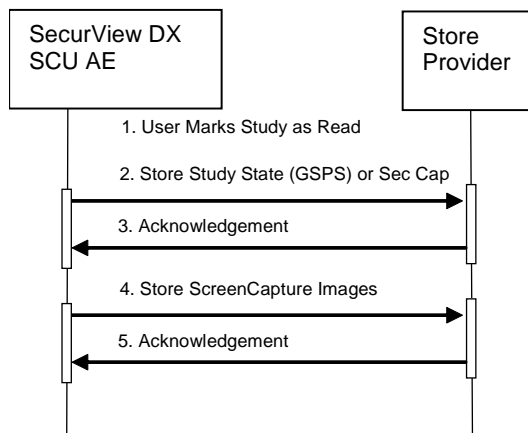 SecurView DX
SCU AE
Store
Provider
1. User Marks Study as Read
2. Store Study State (GSPS) or Sec Cap
3. Acknowledgement
4. Store ScreenCapture Images
5. Acknowledgement